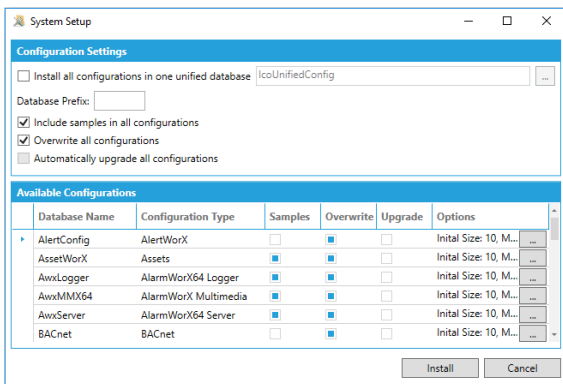 System Setup
Configuration Settings
Install all configurations in one unified database IcoUnifiedConfig ...
Database Prefix:
Include samples in all configurations
Overwrite all configurations
Automatically upgrade all configurations
Available Configurations
Database Name Configuration Type Samples Overwrite Upgrade Options
AlertConfig AlertWorX Inital Size: 10, M... ...
AssetWorX Assets Inital Size: 10, M... ...
AwxLogger AlarmWorX64 Logger Inital Size: 10, M... ...
AwxMMX64 AlarmWorX Multimedia Inital Size: 10, M... ...
AwxServer AlarmWorX64 Server Inital Size: 10, M... ...
BACnet BACnet Inital Size: 10, M... ...
Install Cancel